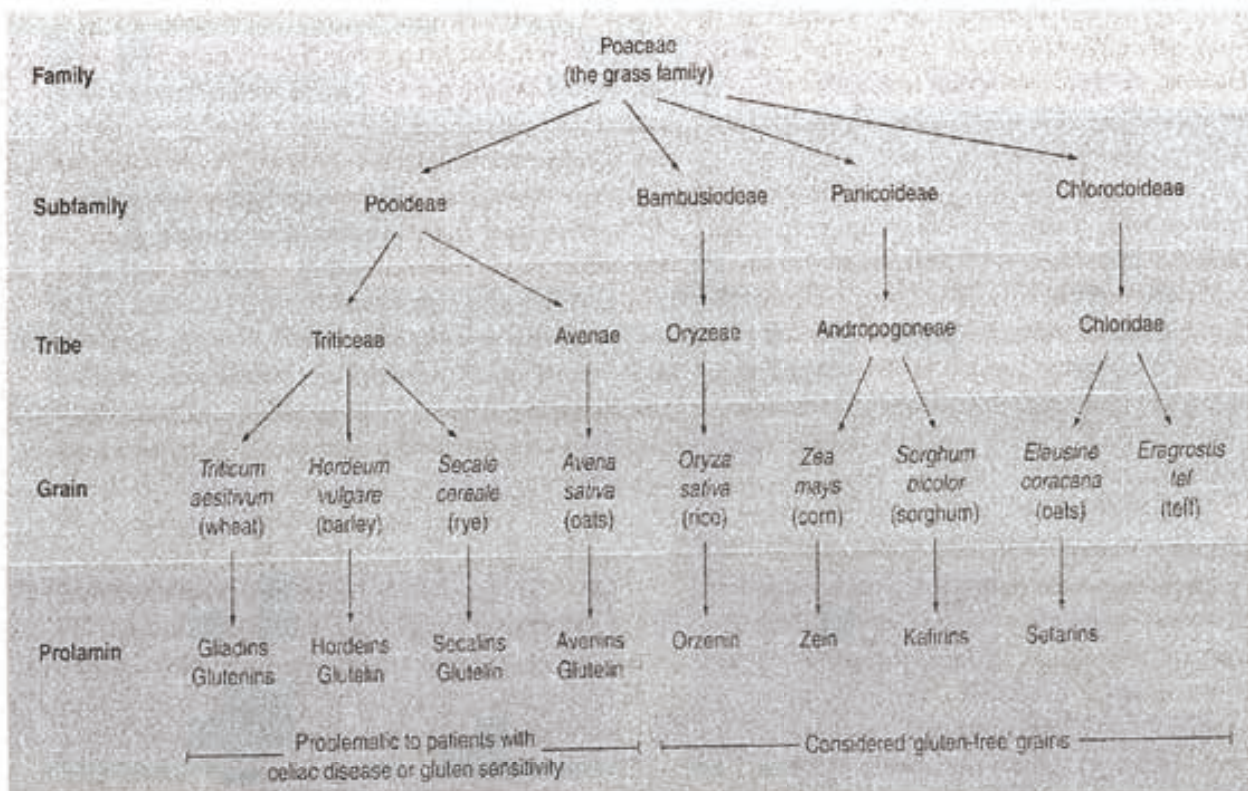 Poaceae
(the grass family)
Family
Subfamily
Pooideae
Bambusiodeae
Panicoideae
Chlorodoideae
Tribe
Triticeae
Avenae
Oryzeae
Andropogoneae
Chloridae
Grain
Triticum
aesitivum
(wheat)
Hordeum
vulgare
(barley)
Secale
cereale
(rye)
Avena
sativa
(oats)
Oryza
sativa
(rice)
Zea
mays
(corn)
Sorghum
bicolor
(sorghum)
Eleusine
coracana
(oats)
Eragrostis
tef
(teff)
Prolamin
Gliadins
Glutenins
Hordeins
Glutelin
Secalins
Glutelin
Avenins
Glutelin
Orzenin
Zein
Kafirins
Setarins
Problematic to patients with
celiac disease or gluten sensitivity
Considered 'gluten-free' grains